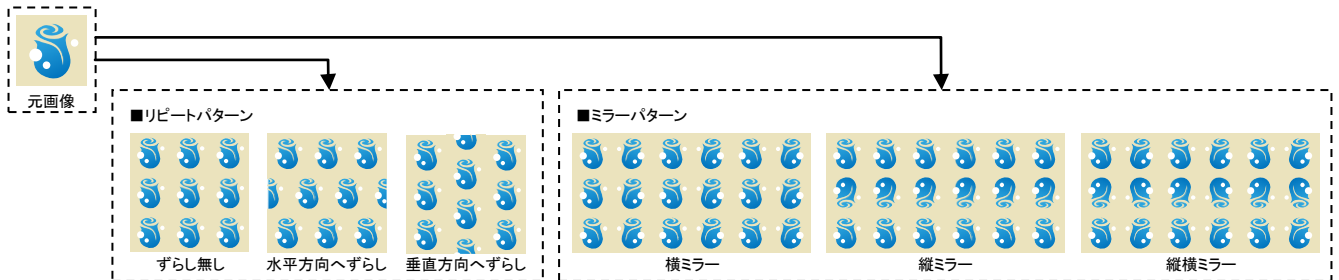 元画像
■リピートパターン
ずらし無し
水平方向へずらし
垂直方向へずらし
■ミラーパターン
横ミラー
縦ミラー
縦横ミラー